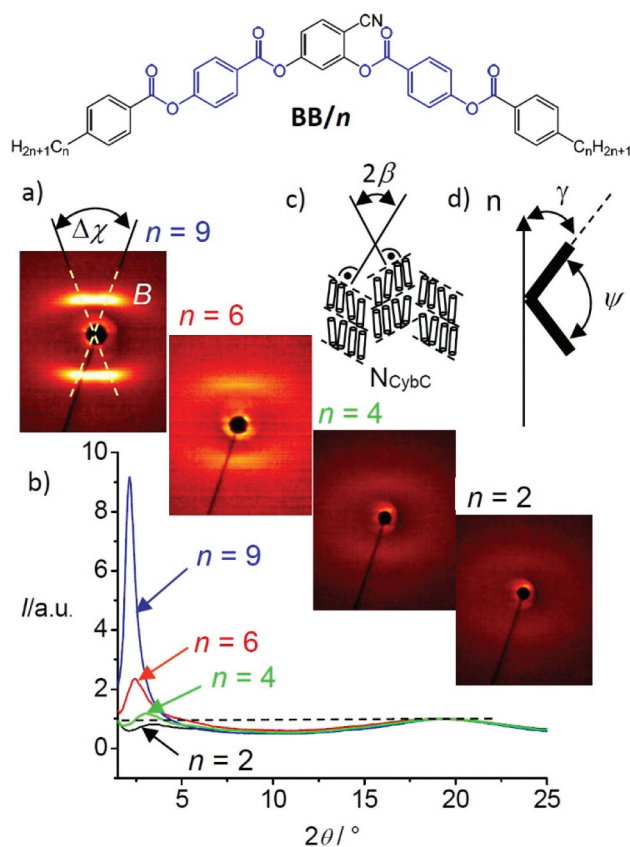 CN
O
O
O
O
O
O
O
O
BB/n
H2n+1Cn
CnH2n+1
a)
Δχ
n = 9
B
n = 6
c)
2β
NCybC
d)
n
γ
ψ
n = 4
n = 2
b)
10
8
6
4
2
0
I/a.u.
n = 9
n = 6
n = 4
n = 2
5
10
15
20
25
2θ/ °